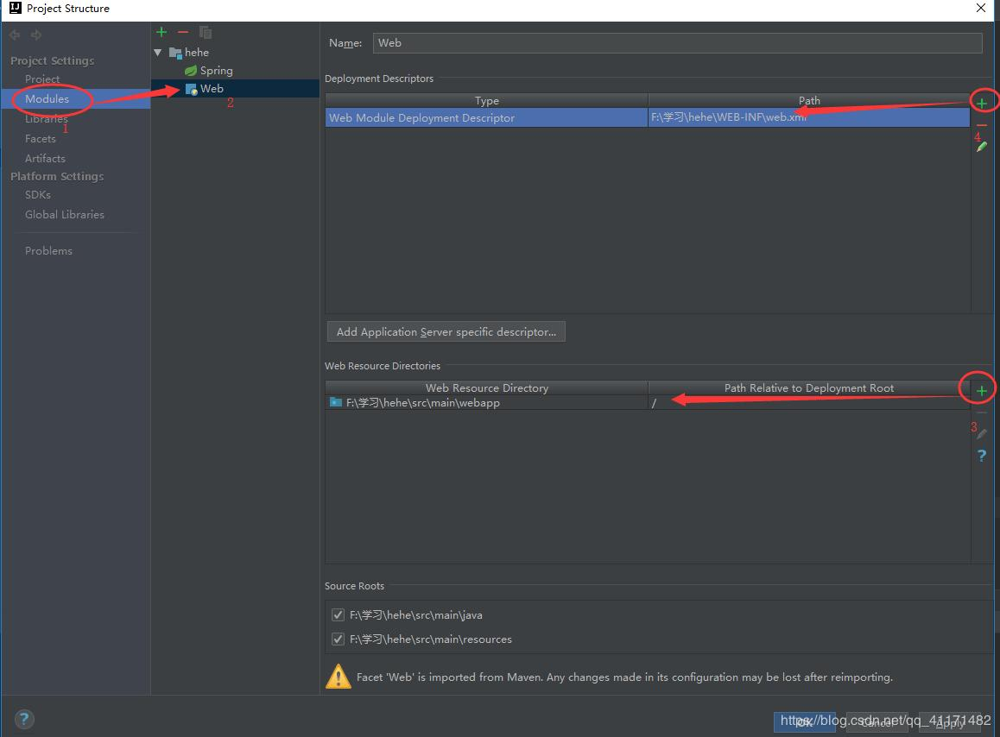 Project Structure
Project Settings
Project
Modules
Libraries
Facets
Artifacts
Platform Settings
SDKs
Global Libraries
Problems
1
hehe
Spring
Web
2
Name: Web
Deployment Descriptors
Type Path
Web Module Deployment Descriptor F:\学习\hehe\WEB-INF\web.xml
4
Add Application Server specific descriptor...
Web Resource Directories
Web Resource Directory Path Relative to Deployment Root
F:\学习\hehe\src\main\webapp /
3
?
Source Roots
F:\学习\hehe\src\main\java
F:\学习\hehe\src\main\resources
Facet 'Web' is imported from Maven. Any changes made in its configuration may be lost after reimporting.
?
OK Cancel Apply
https://blog.csdn.net/qq_41171482